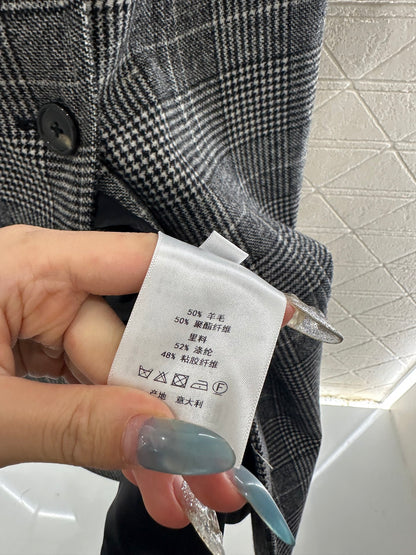 50% 羊毛
50% 聚酯纤维
里料
52% 涤纶
48% 粘胶纤维
F
产地 意大利